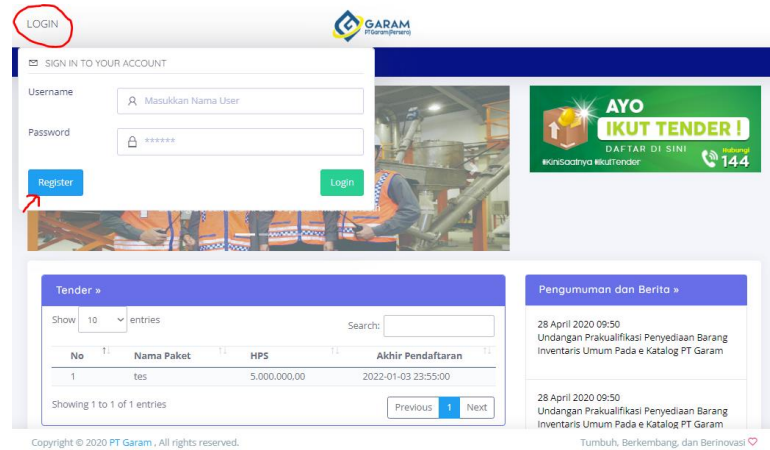 LOGIN
GARAM
PT Garam (Persero)
SIGN IN TO YOUR ACCOUNT
Username
Masukkan Nama User
Password
******
Register
Login
AYO
IKUT TENDER !
DAFTAR DI SINI
#KiniSaatnya #IkutTender
Hubungi
144
Tender »
Show 10 entries
Search:
No Nama Paket HPS Akhir Pendaftaran
1 tes 5.000.000,00 2022-01-03 23:55:00
Showing 1 to 1 of 1 entries
Previous 1 Next
Pengumuman dan Berita »
28 April 2020 09:50
Undangan Prakualifikasi Penyediaan Barang
Inventaris Umum Pada e Katalog PT Garam
28 April 2020 09:50
Undangan Prakualifikasi Penyediaan Barang
Inventaris Umum Pada e Katalog PT Garam
Copyright © 2020 PT Garam , All rights reserved.
Tumbuh, Berkembang, dan Berinovasi ♡